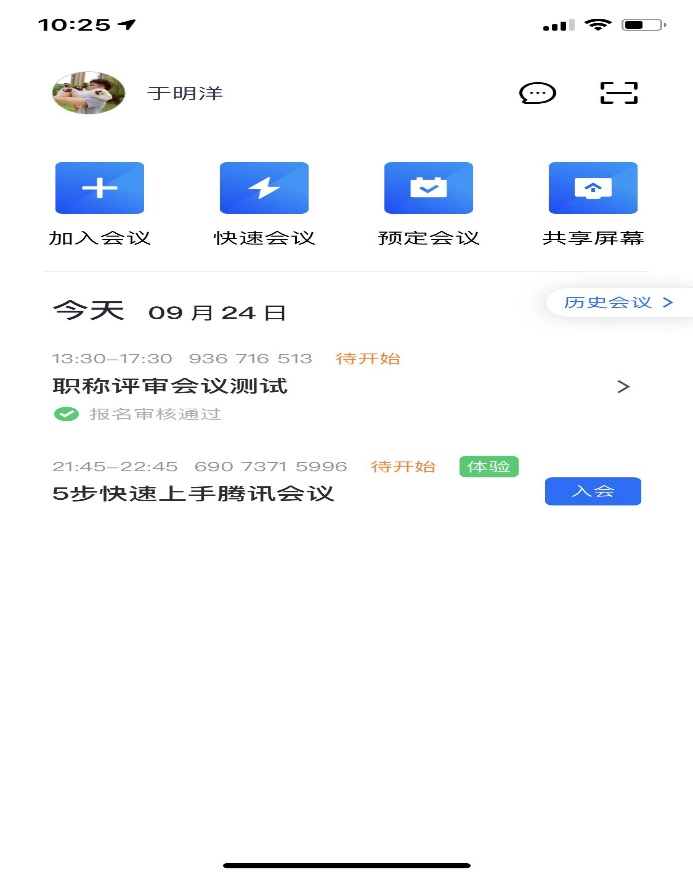 10:25
于明洋
加入会议 快速会议 预定会议 共享屏幕
今天 09月24日 历史会议 >
13:30-17:30 936 716 513 待开始
职称评审会议测试 >
报名审核通过
21:45-22:45 690 7371 5996 待开始 体验
5步快速上手腾讯会议 入会